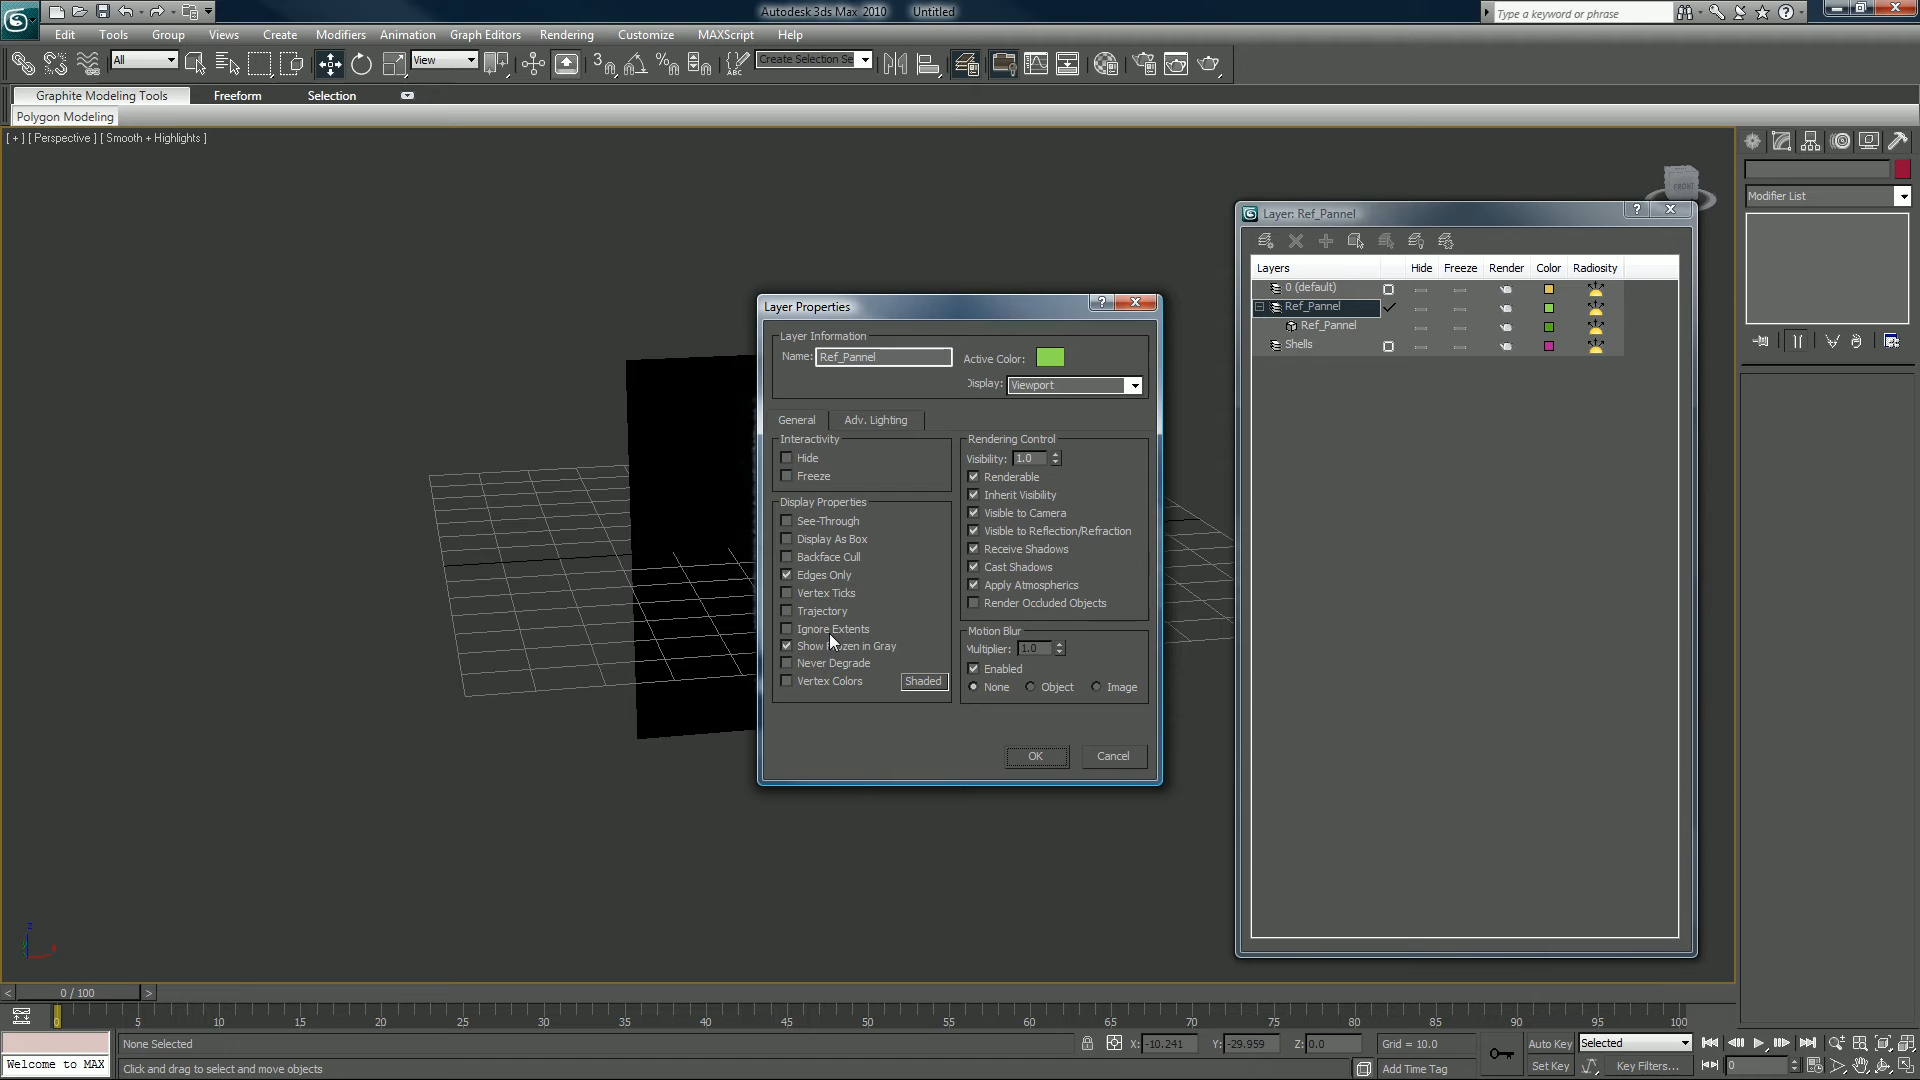 Autodesk 3ds Max 2010 Untitled
Type a keyword or phrase
Edit Tools Group Views Create Modifiers Animation Graph Editors Rendering Customize MAXScript Help
All View Create Selection Se
Graphite Modeling Tools Freeform Selection
Polygon Modeling
[ + ] [ Perspective ] [ Smooth + Highlights ]
FRONT
Modifier List
Layer: Ref_Pannel
Layers Hide Freeze Render Color Radiosity
0 (default)
Ref_Pannel
Ref_Pannel
Shells
Layer Properties
Layer Information
Name: Ref_Pannel Active Color:
Display: Viewport
General Adv. Lighting
Interactivity
Hide
Freeze
Display Properties
See-Through
Display As Box
Backface Cull
Edges Only
Vertex Ticks
Trajectory
Ignore Extents
Show Frozen in Gray
Never Degrade
Vertex Colors Shaded
Rendering Control
Visibility: 1.0
Renderable
Inherit Visibility
Visible to Camera
Visible to Reflection/Refraction
Receive Shadows
Cast Shadows
Apply Atmospherics
Render Occluded Objects
Motion Blur
Multiplier: 1.0
Enabled
None Object Image
OK Cancel
z
x
< 0 / 100 >
0 5 10 15 20 25 30 35 40 45 50 55 60 65 70 75 80 85 90 95 100
None Selected X: -10.241 Y: -29.959 Z: 0.0 Grid = 10.0 Auto Key Selected
Welcome to MAX Click and drag to select and move objects Add Time Tag Set Key Key Filters... 0